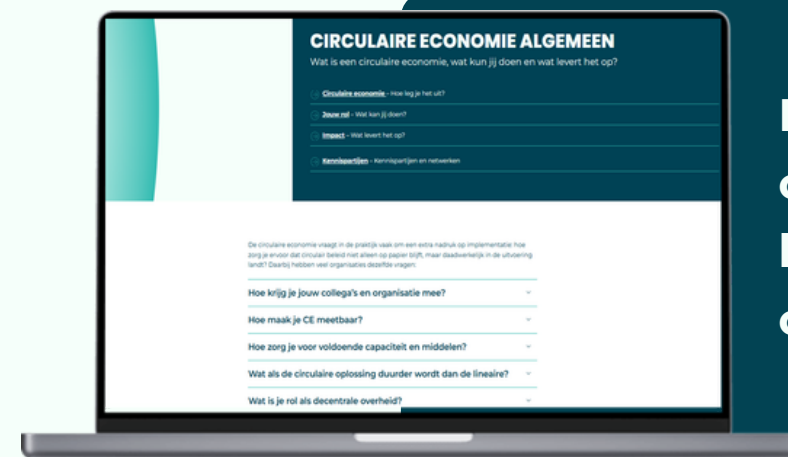 CIRCULAIRE ECONOMIE ALGEMEEN
Wat is een circulaire economie, wat kun jij doen en wat levert het op?
Circulaire economie - Hoe leg je het uit?
Jouw rol - Wat kan jij doen?
Impact - Wat levert het op?
Kennispartijen - Kennispartijen en netwerken
De circulaire economie vraagt in de praktijk vaak om een extra nadruk op implementatie: hoe
zorg je ervoor dat circulair beleid niet alleen op papier blijft, maar daadwerkelijk in de uitvoering
landt? Daarbij hebben veel organisaties dezelfde vragen:
Hoe krijg je jouw collega's en organisatie mee?
Hoe maak je CE meetbaar?
Hoe zorg je voor voldoende capaciteit en middelen?
Wat als de circulaire oplossing duurder wordt dan de lineaire?
Wat is je rol als decentrale overheid?